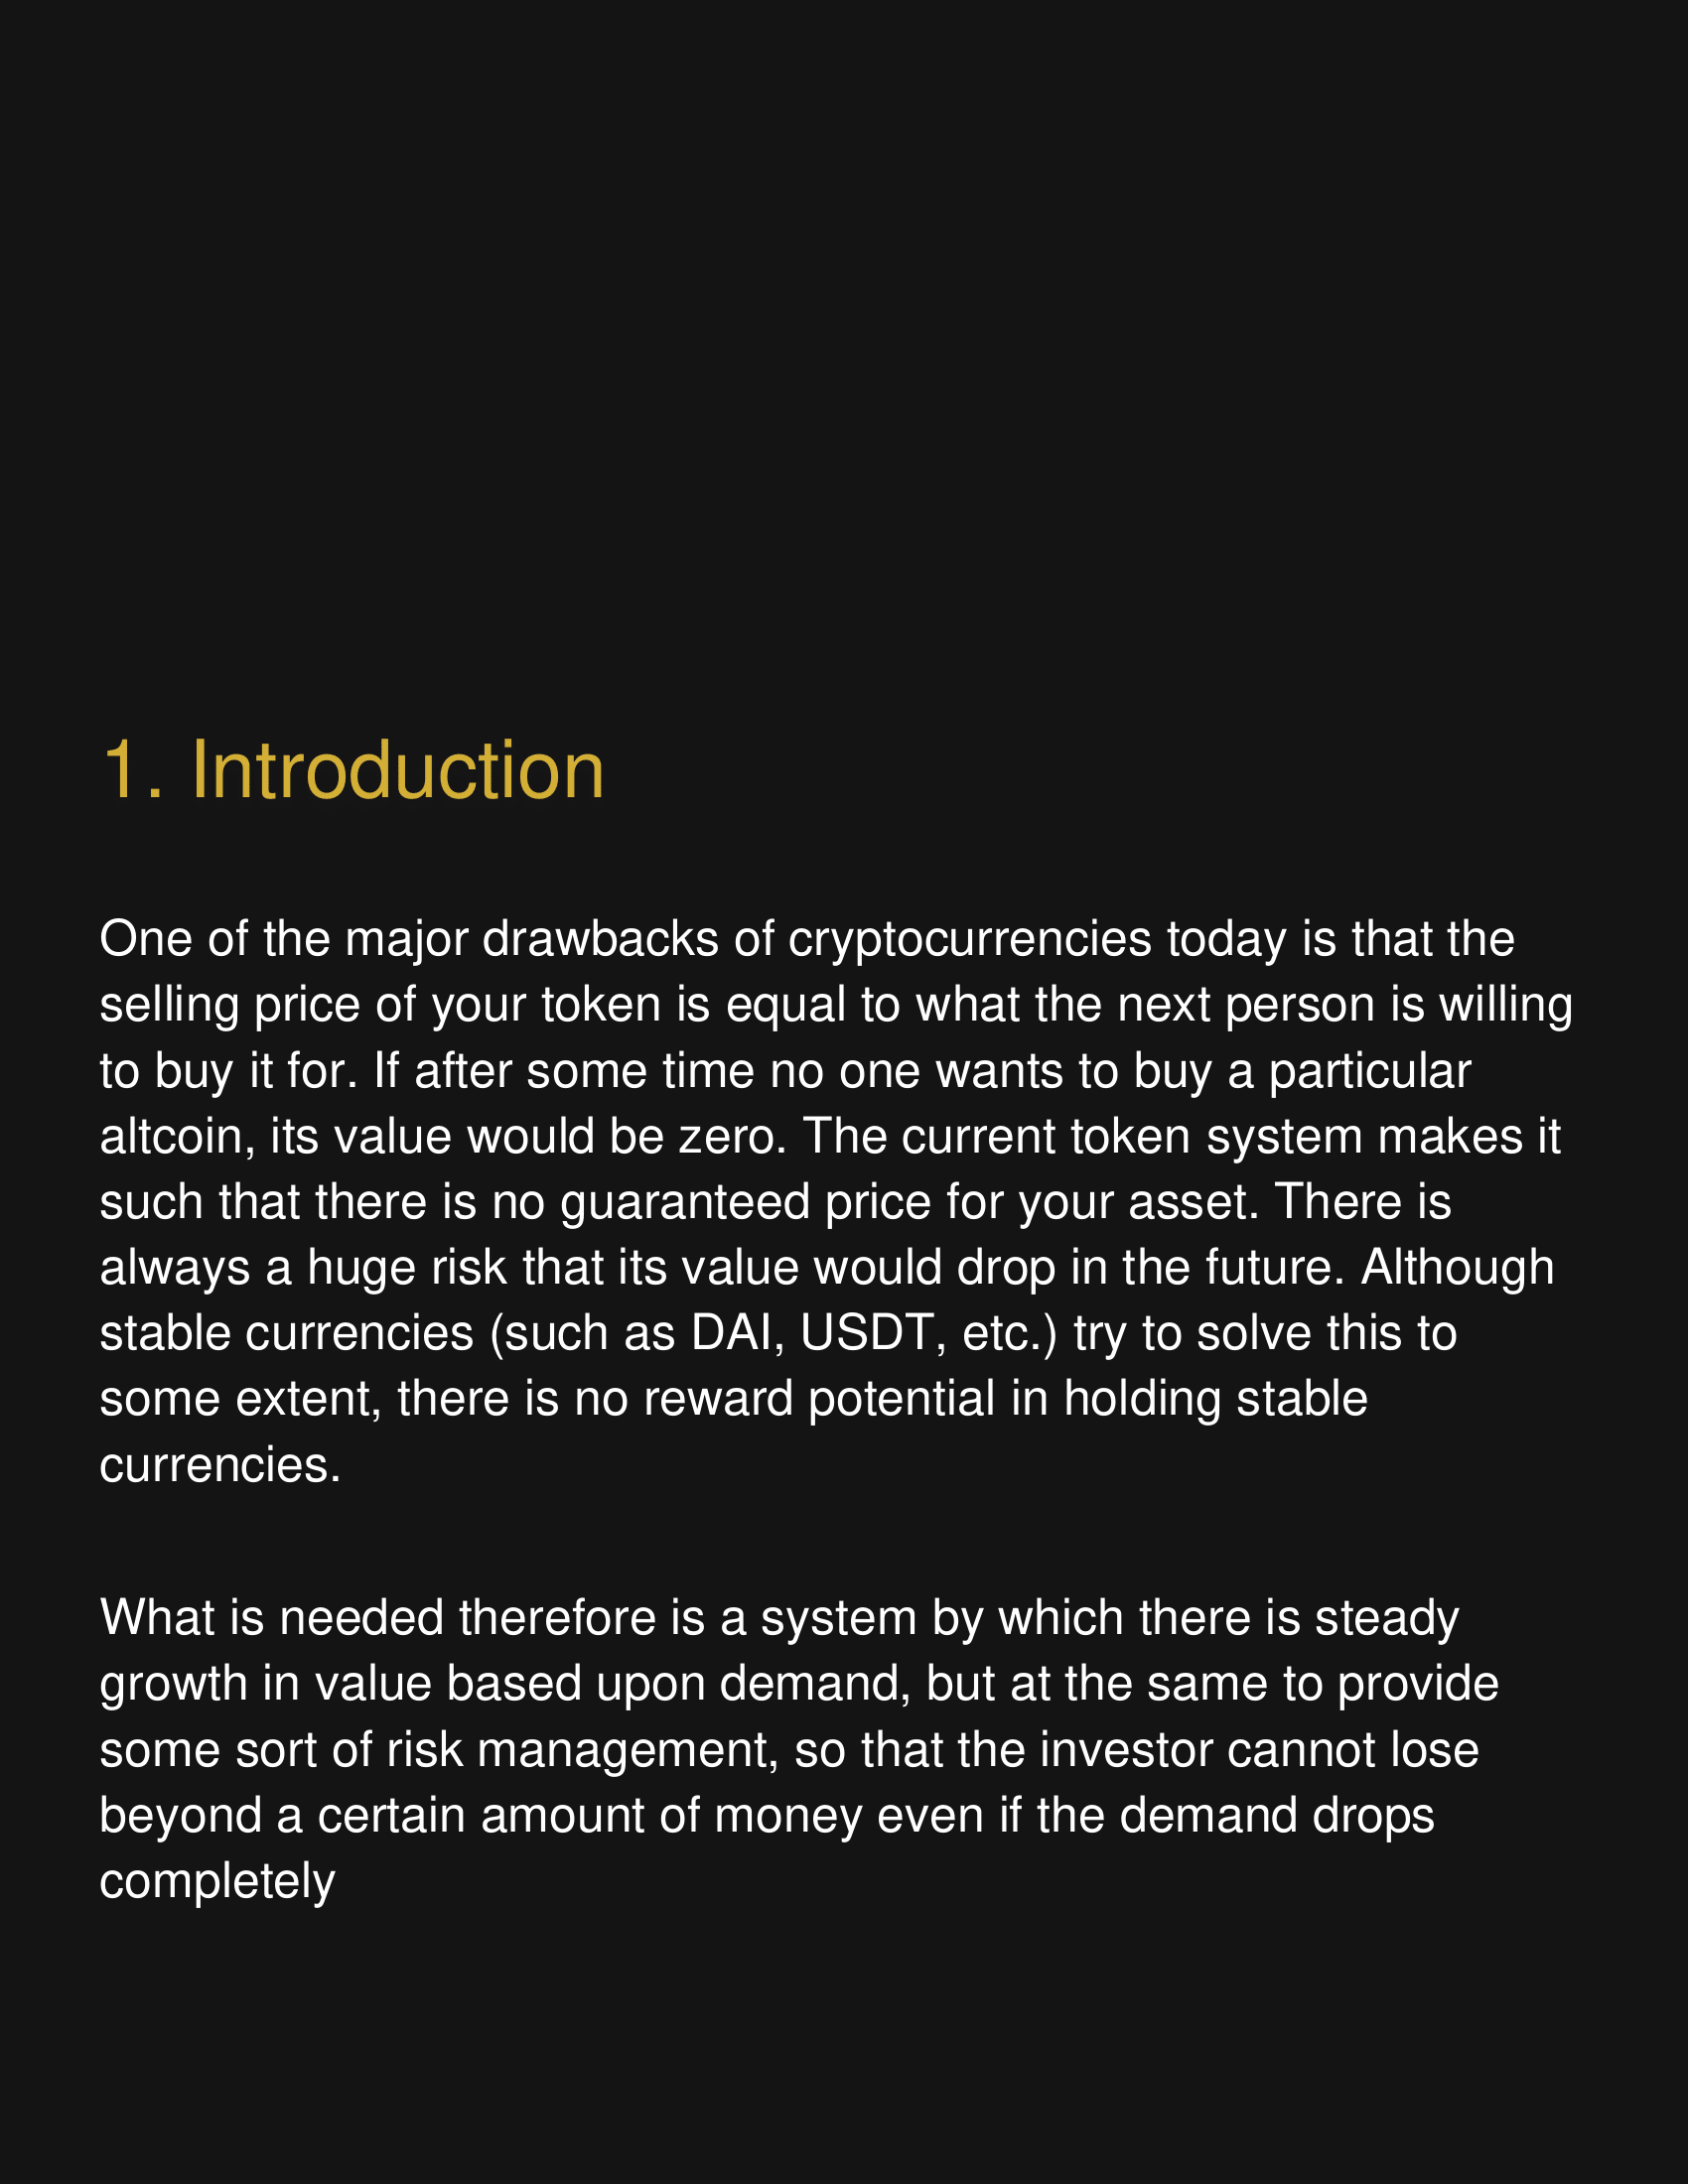 1. Introduction
One of the major drawbacks of cryptocurrencies today is that the
selling price of your token is equal to what the next person is willing
to buy it for. If after some time no one wants to buy a particular
altcoin, its value would be zero. The current token system makes it
such that there is no guaranteed price for your asset. There is
always a huge risk that its value would drop in the future. Although
stable currencies (such as DAI, USDT, etc.) try to solve this to
some extent, there is no reward potential in holding stable
currencies.
What is needed therefore is a system by which there is steady
growth in value based upon demand, but at the same to provide
some sort of risk management, so that the investor cannot lose
beyond a certain amount of money even if the demand drops
completely